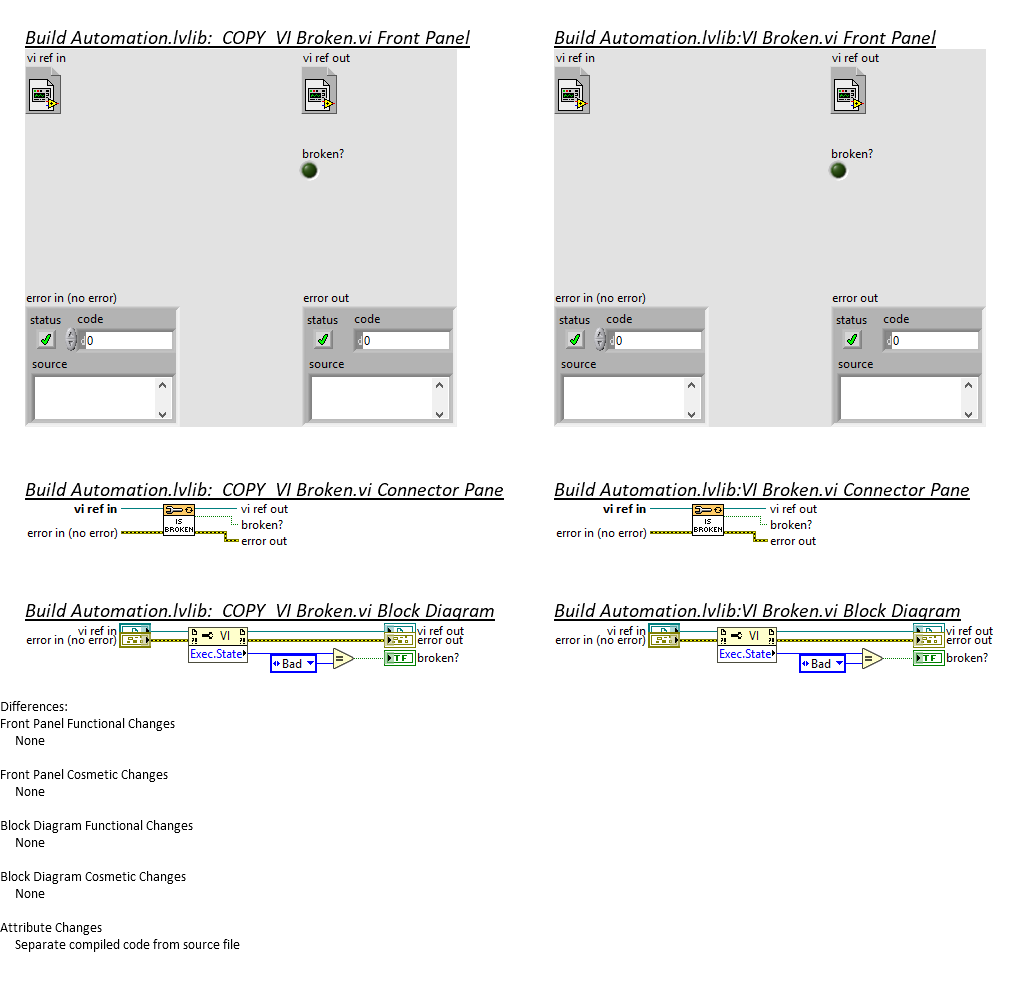 Build Automation.lvlib:_COPY_VI Broken.vi Front Panel
vi ref in
vi ref out
broken?
error in (no error)
error out
status
code
d0
source
status
code
d0
source
Build Automation.lvlib:VI Broken.vi Front Panel
vi ref in
vi ref out
broken?
error in (no error)
error out
status
code
d0
source
status
code
d0
source
Build Automation.lvlib:_COPY_VI Broken.vi Connector Pane
vi ref in
error in (no error)
IS
BROKEN
vi ref out
broken?
error out
Build Automation.lvlib:VI Broken.vi Connector Pane
vi ref in
error in (no error)
IS
BROKEN
vi ref out
broken?
error out
Build Automation.lvlib:_COPY_VI Broken.vi Block Diagram
vi ref in
error in (no error)
VI
Exec.State
Bad
=
TF
vi ref out
error out
broken?
Build Automation.lvlib:VI Broken.vi Block Diagram
vi ref in
error in (no error)
VI
Exec.State
Bad
=
TF
vi ref out
error out
broken?
Differences:
Front Panel Functional Changes
None
Front Panel Cosmetic Changes
None
Block Diagram Functional Changes
None
Block Diagram Cosmetic Changes
None
Attribute Changes
Separate compiled code from source file